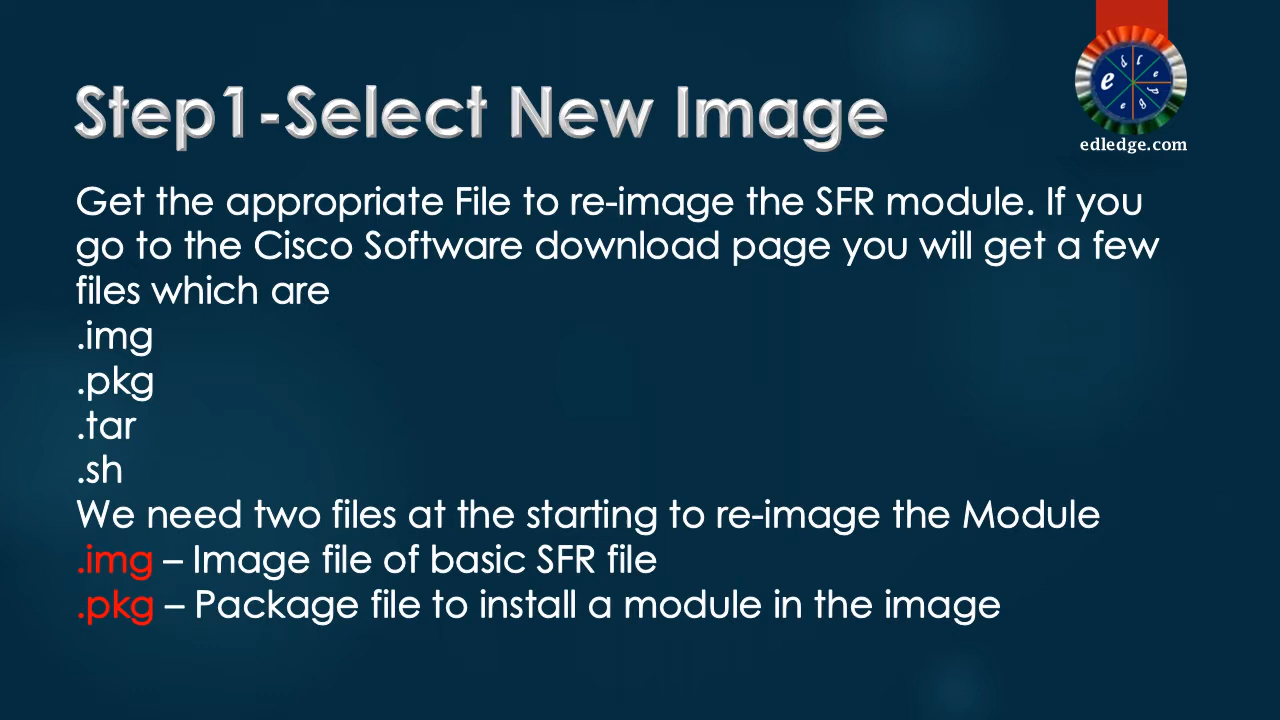 Step1-Select New Image
edledge.com
Get the appropriate File to re-image the SFR module. If you
go to the Cisco Software download page you will get a few
files which are
.img
.pkg
.tar
.sh
We need two files at the starting to re-image the Module
.img – Image file of basic SFR file
.pkg – Package file to install a module in the image